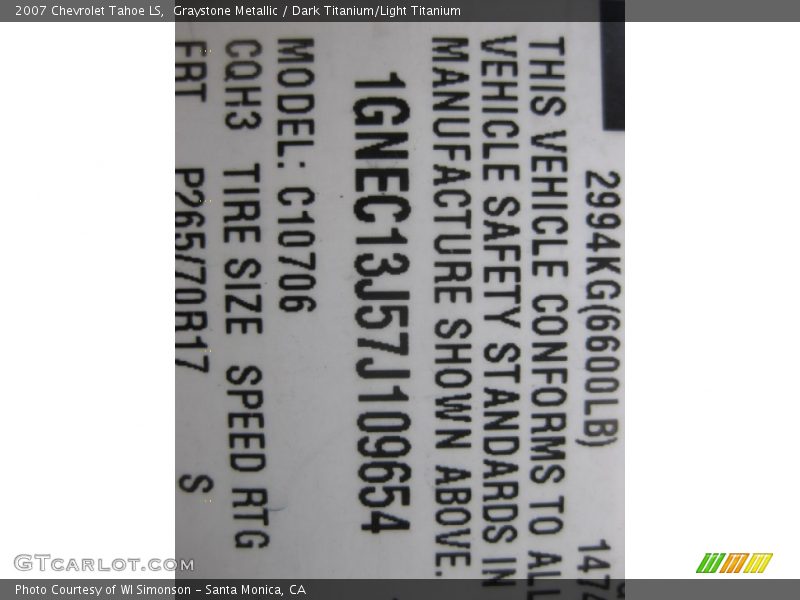 2007 Chevrolet Tahoe LS, Graystone Metallic / Dark Titanium/Light Titanium
2994KG(6600LB) 1474
THIS VEHICLE CONFORMS TO ALL
VEHICLE SAFETY STANDARDS IN
MANUFACTURE SHOWN ABOVE.
1GNEC13J57J109654
MODEL: C10706
CQH3 TIRE SIZE SPEED RTG
FRT P265/70R17 S
GTcarlot.com
Photo Courtesy of WI Simonson – Santa Monica, CA